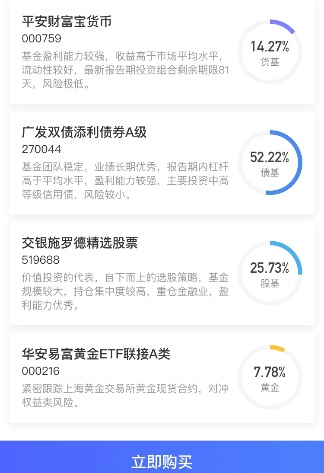 平安财富宝货币
000759
基金盈利能力较强，收益高于市场平均水平，
流动性较好，最新报告期投资组合剩余期限81
天，风险极低。
14.27%
货基
广发双债添利债券A级
270044
基金团队稳定，业绩长期优秀，报告期内杠杆
高于平均水平，盈利能力较强，主要投资中高
等级信用债，风险较小。
52.22%
债基
交银施罗德精选股票
519688
价值投资的代表，自下而上的选股策略，基金
规模较大，持仓集中度较高，重仓金融业，盈
利能力优秀。
25.73%
股基
华安易富黄金ETF联接A类
000216
紧密跟踪上海黄金交易所黄金现货合约，对冲
权益类风险。
7.78%
黄金
立即购买